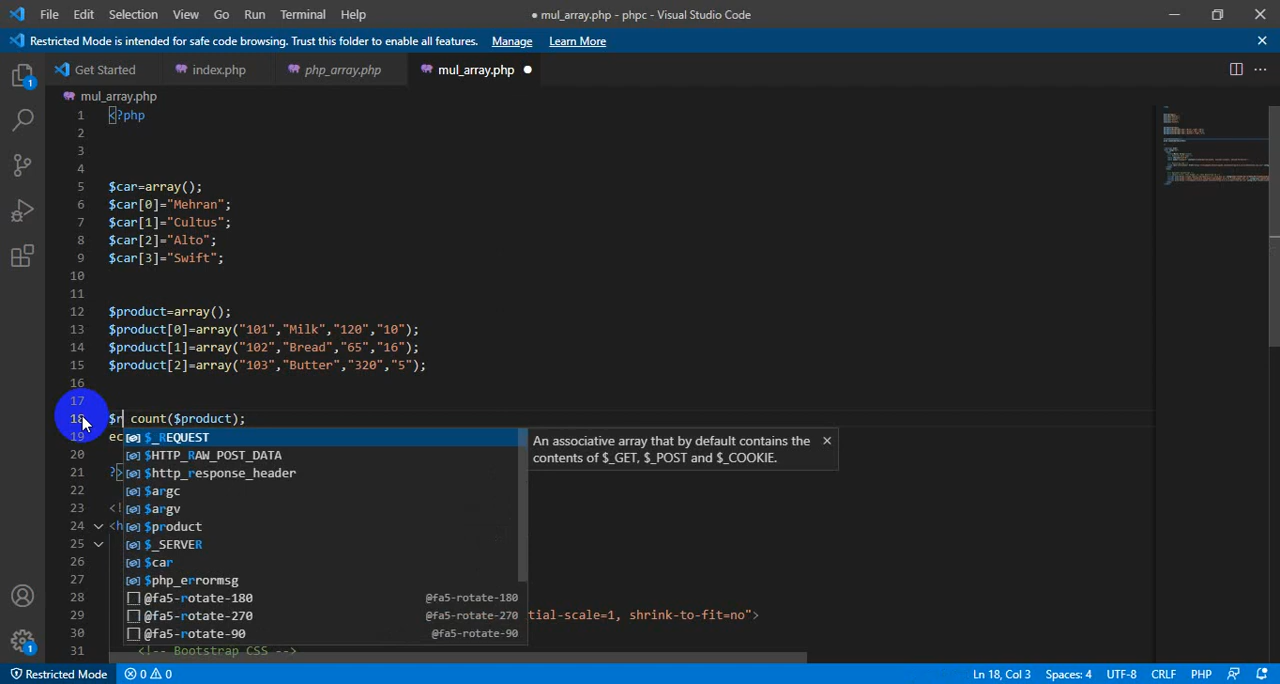 File Edit Selection View Go Run Terminal Help ● mul_array.php - phpc - Visual Studio Code
Restricted Mode is intended for safe code browsing. Trust this folder to enable all features. Manage Learn More
Get Started index.php php_array.php mul_array.php
mul_array.php
1 <?php
2
3
4
5 $car=array();
6 $car[0]="Mehran";
7 $car[1]="Cultus";
8 $car[2]="Alto";
9 $car[3]="Swift";
10
11
12 $product=array();
13 $product[0]=array("101","Milk","120","10");
14 $product[1]=array("102","Bread","65","16");
15 $product[2]=array("103","Butter","320","5");
16
17
18 $r count($product);
19 ec
20
21 ?>
22
23 <!
24 <h
25
26
27
28
29 tial-scale=1, shrink-to-fit=no">
30
31 <!-- Bootstrap CSS -->
$_REQUEST
$HTTP_RAW_POST_DATA
$http_response_header
$argc
$argv
$product
$_SERVER
$car
$php_errormsg
@fa5-rotate-180 @fa5-rotate-180
@fa5-rotate-270 @fa5-rotate-270
@fa5-rotate-90 @fa5-rotate-90
An associative array that by default contains the
contents of $_GET, $_POST and $_COOKIE.
1
1
Restricted Mode 0 0 Ln 18, Col 3 Spaces: 4 UTF-8 CRLF PHP